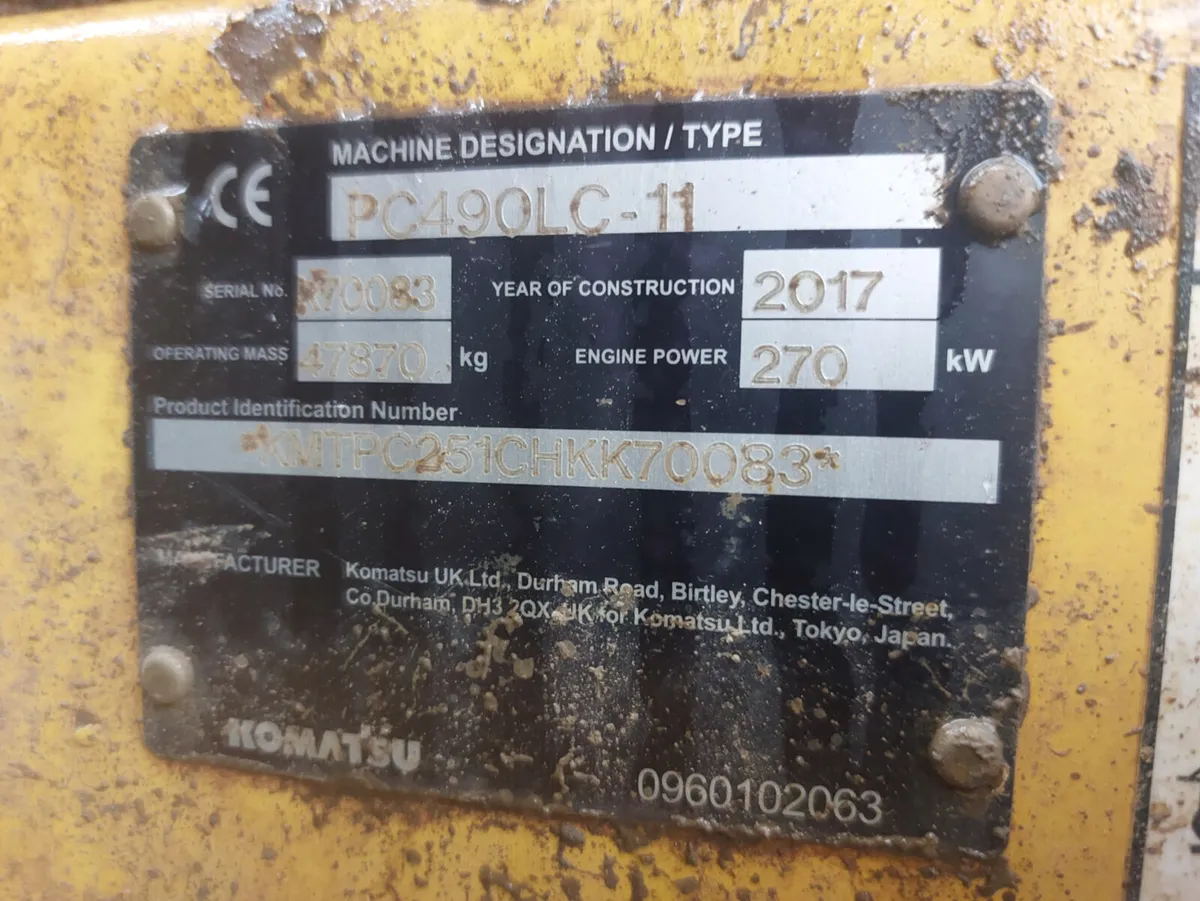 CE
MACHINE DESIGNATION / TYPE
PC490LC-11
SERIAL No. K70083 YEAR OF CONSTRUCTION 2017
OPERATING MASS 47870 kg ENGINE POWER 270 kW
Product Identification Number
*KMTPC251CHKK70083*
MANUFACTURER Komatsu UK Ltd., Durham Road, Birtley, Chester-le-Street,
Co Durham, DH3 2QX, UK for Komatsu Ltd., Tokyo, Japan.
KOMATSU
0960102063